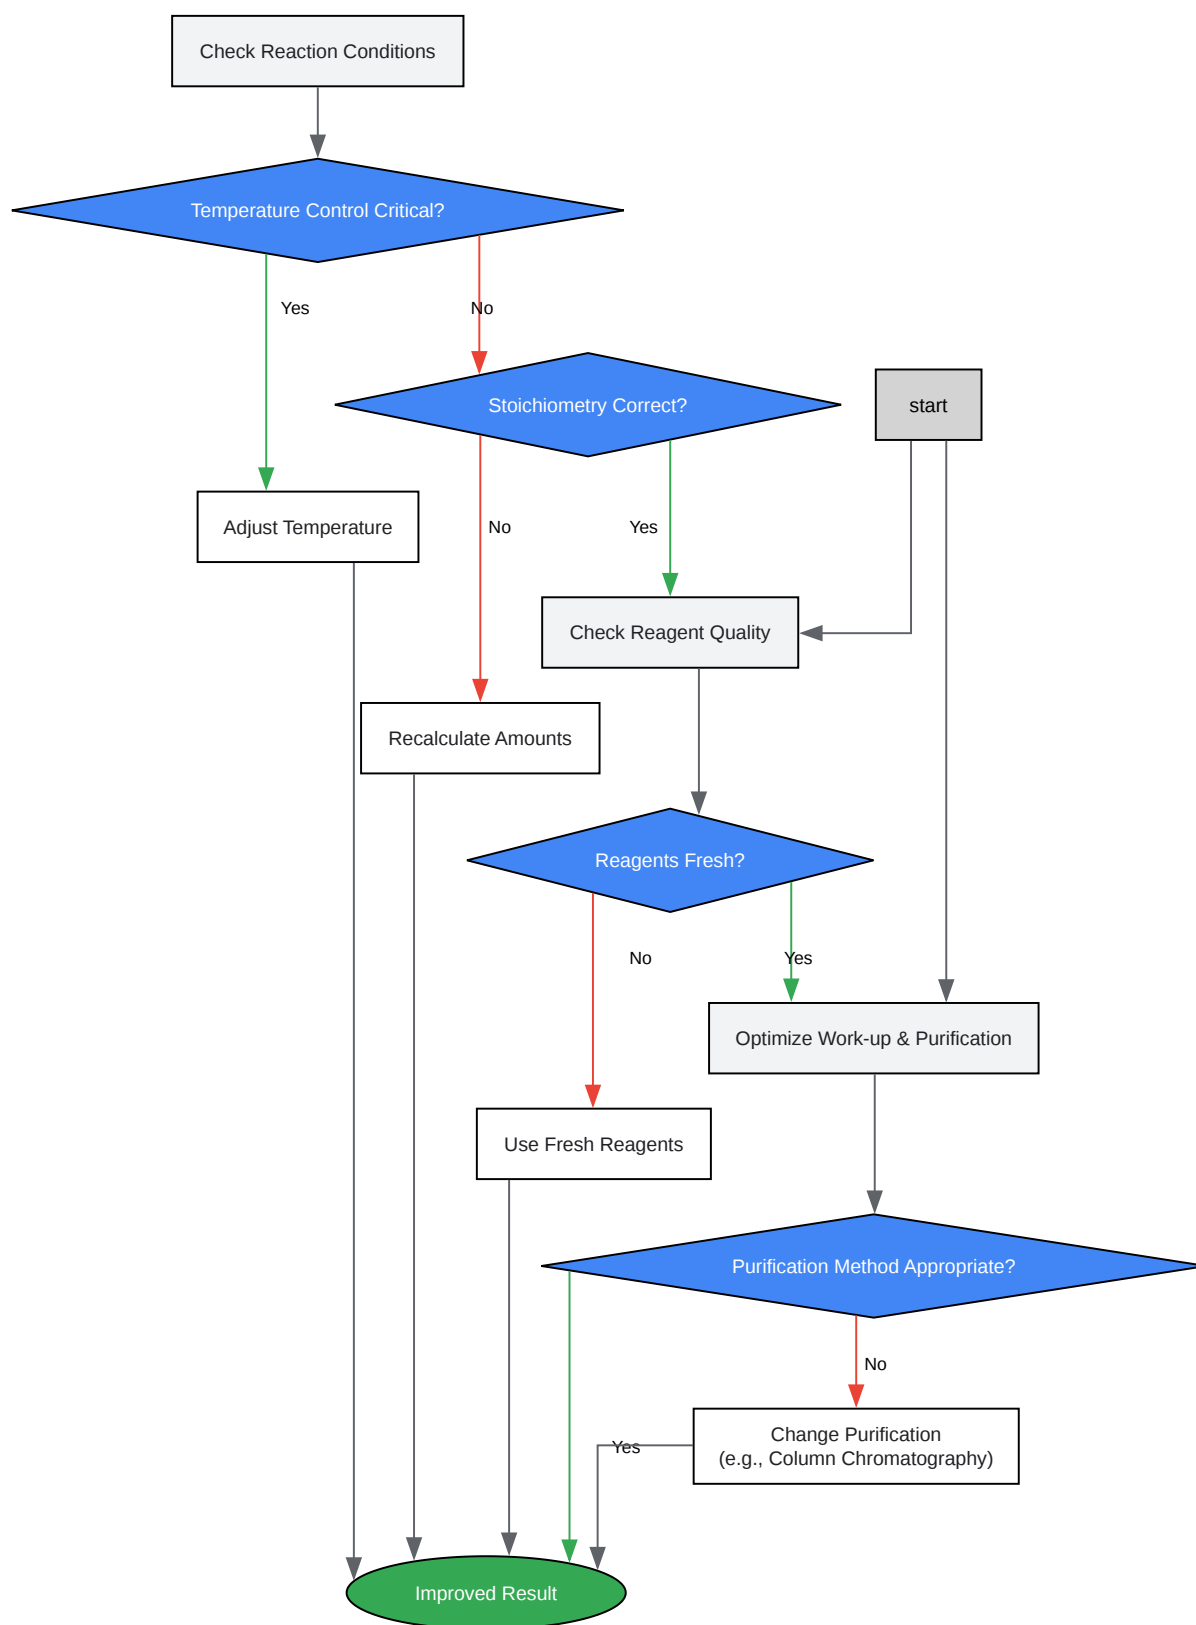 Check Reaction Conditions
Temperature Control Critical?
Yes
No
Stoichiometry Correct?
start
Adjust Temperature
No
Yes
Check Reagent Quality
Recalculate Amounts
Reagents Fresh?
No
Yes
Optimize Work-up & Purification
Use Fresh Reagents
Purification Method Appropriate?
No
Change Purification
(e.g., Column Chromatography)
Yes
Improved Result